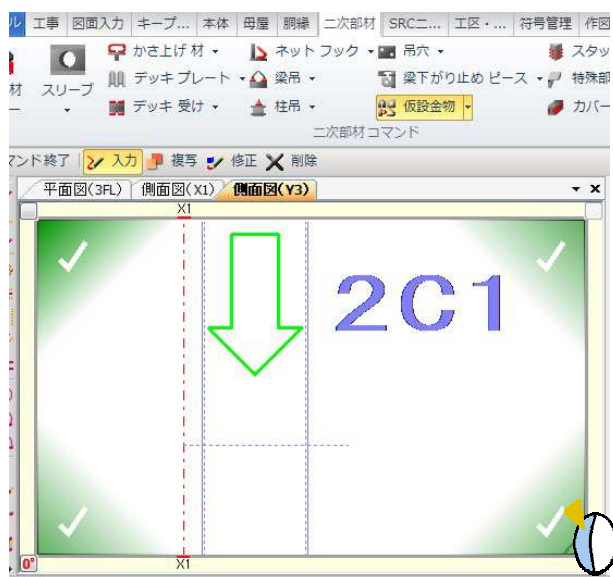 ル 工事 図面入力 キープ... 本体 母屋 胴縁 二次部材 SRC二... 工区・... 符号管理 作図
材 スリーブ
かさ上げ材 ネットフック 吊穴 スタッ
デッキプレート 梁吊 梁下がり止めピース 特殊部
デッキ受け 柱吊 仮設金物 カバー
二次部材コマンド
マンド終了 入力 複写 修正 削除
平面図(3FL) 側面図(X1) 側面図(Y3)
X1
2C1
X1
0°